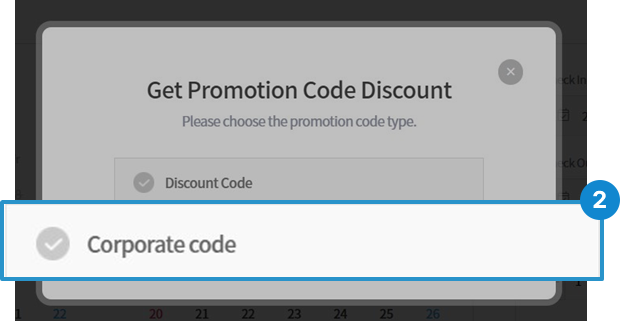 Get Promotion Code Discount
Please choose the promotion code type.
Discount Code
2
Corporate code
22 20 21 22 23 24 25 26